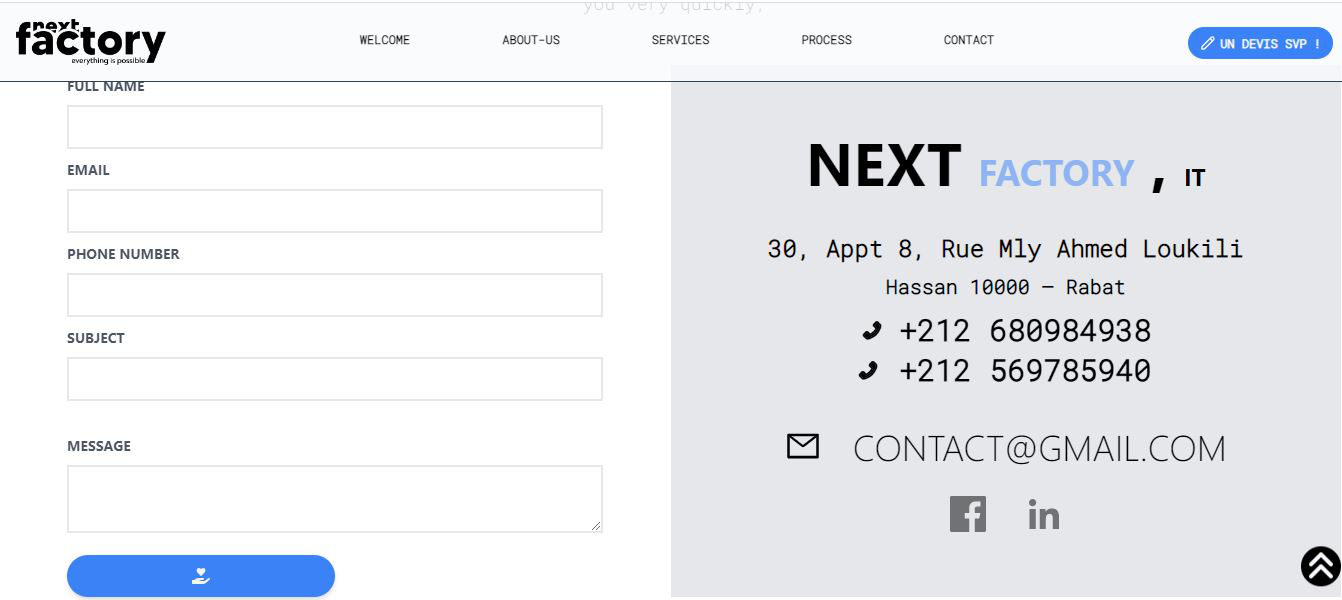 you very quickly,
next
factory
everything is possible
WELCOME ABOUT-US SERVICES PROCESS CONTACT
UN DEVIS SVP !
FULL NAME
EMAIL
PHONE NUMBER
SUBJECT
MESSAGE
NEXT FACTORY , IT
30, Appt 8, Rue Mly Ahmed Loukili
Hassan 10000 – Rabat
+212 680984938
+212 569785940
CONTACT@GMAIL.COM